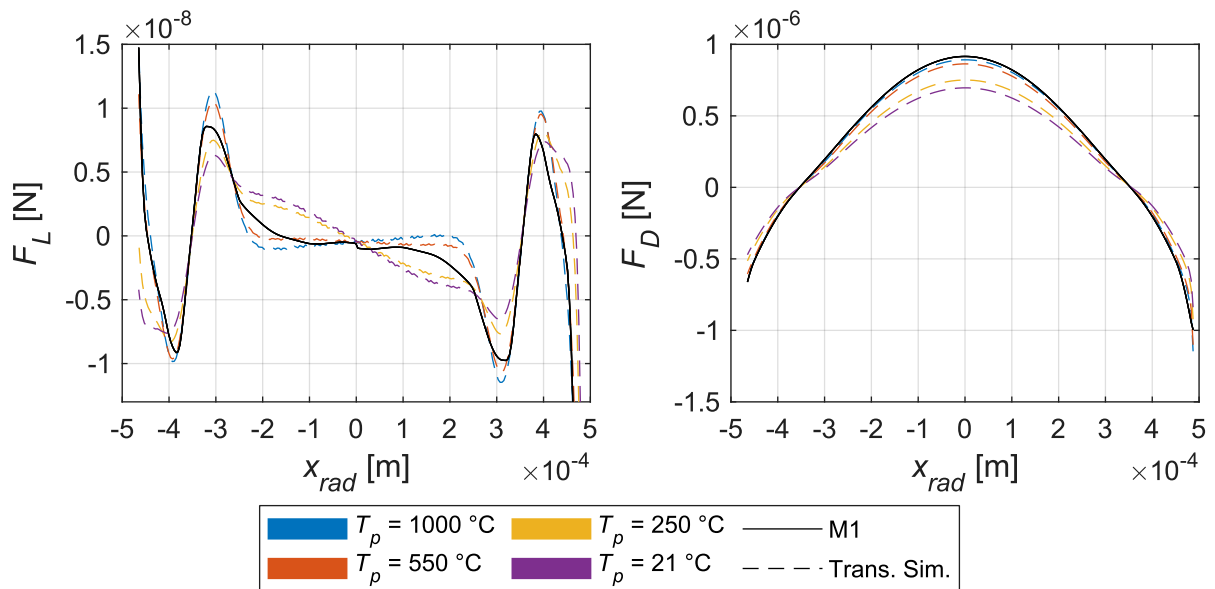 ×10⁻⁸
1.5
1
0.5
0
-0.5
-1
F_L [N]
-5 -4 -3 -2 -1 0 1 2 3 4 5
x_rad [m]
×10⁻⁴
×10⁻⁶
1
0.5
0
-0.5
-1
-1.5
F_D [N]
-5 -4 -3 -2 -1 0 1 2 3 4 5
x_rad [m]
×10⁻⁴
T_p = 1000 °C T_p = 250 °C M1
T_p = 550 °C T_p = 21 °C Trans. Sim.